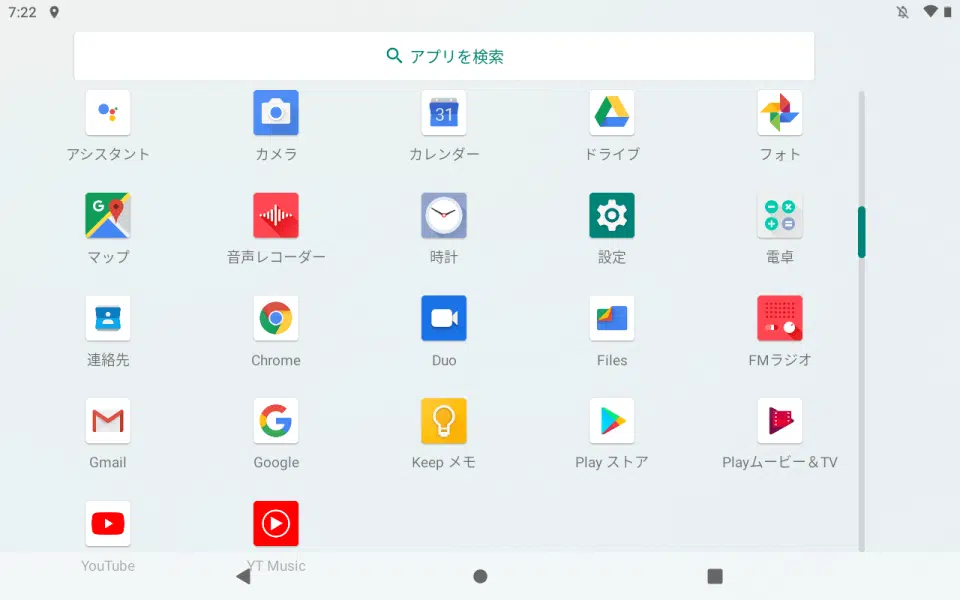 7:22
アプリを検索
31
アシスタント
カメラ
カレンダー
ドライブ
フォト
G
マップ
音声レコーダー
時計
設定
電卓
連絡先
Chrome
Duo
Files
FMラジオ
Gmail
Google
Keep メモ
Play ストア
Playムービー＆TV
YouTube
YT Music